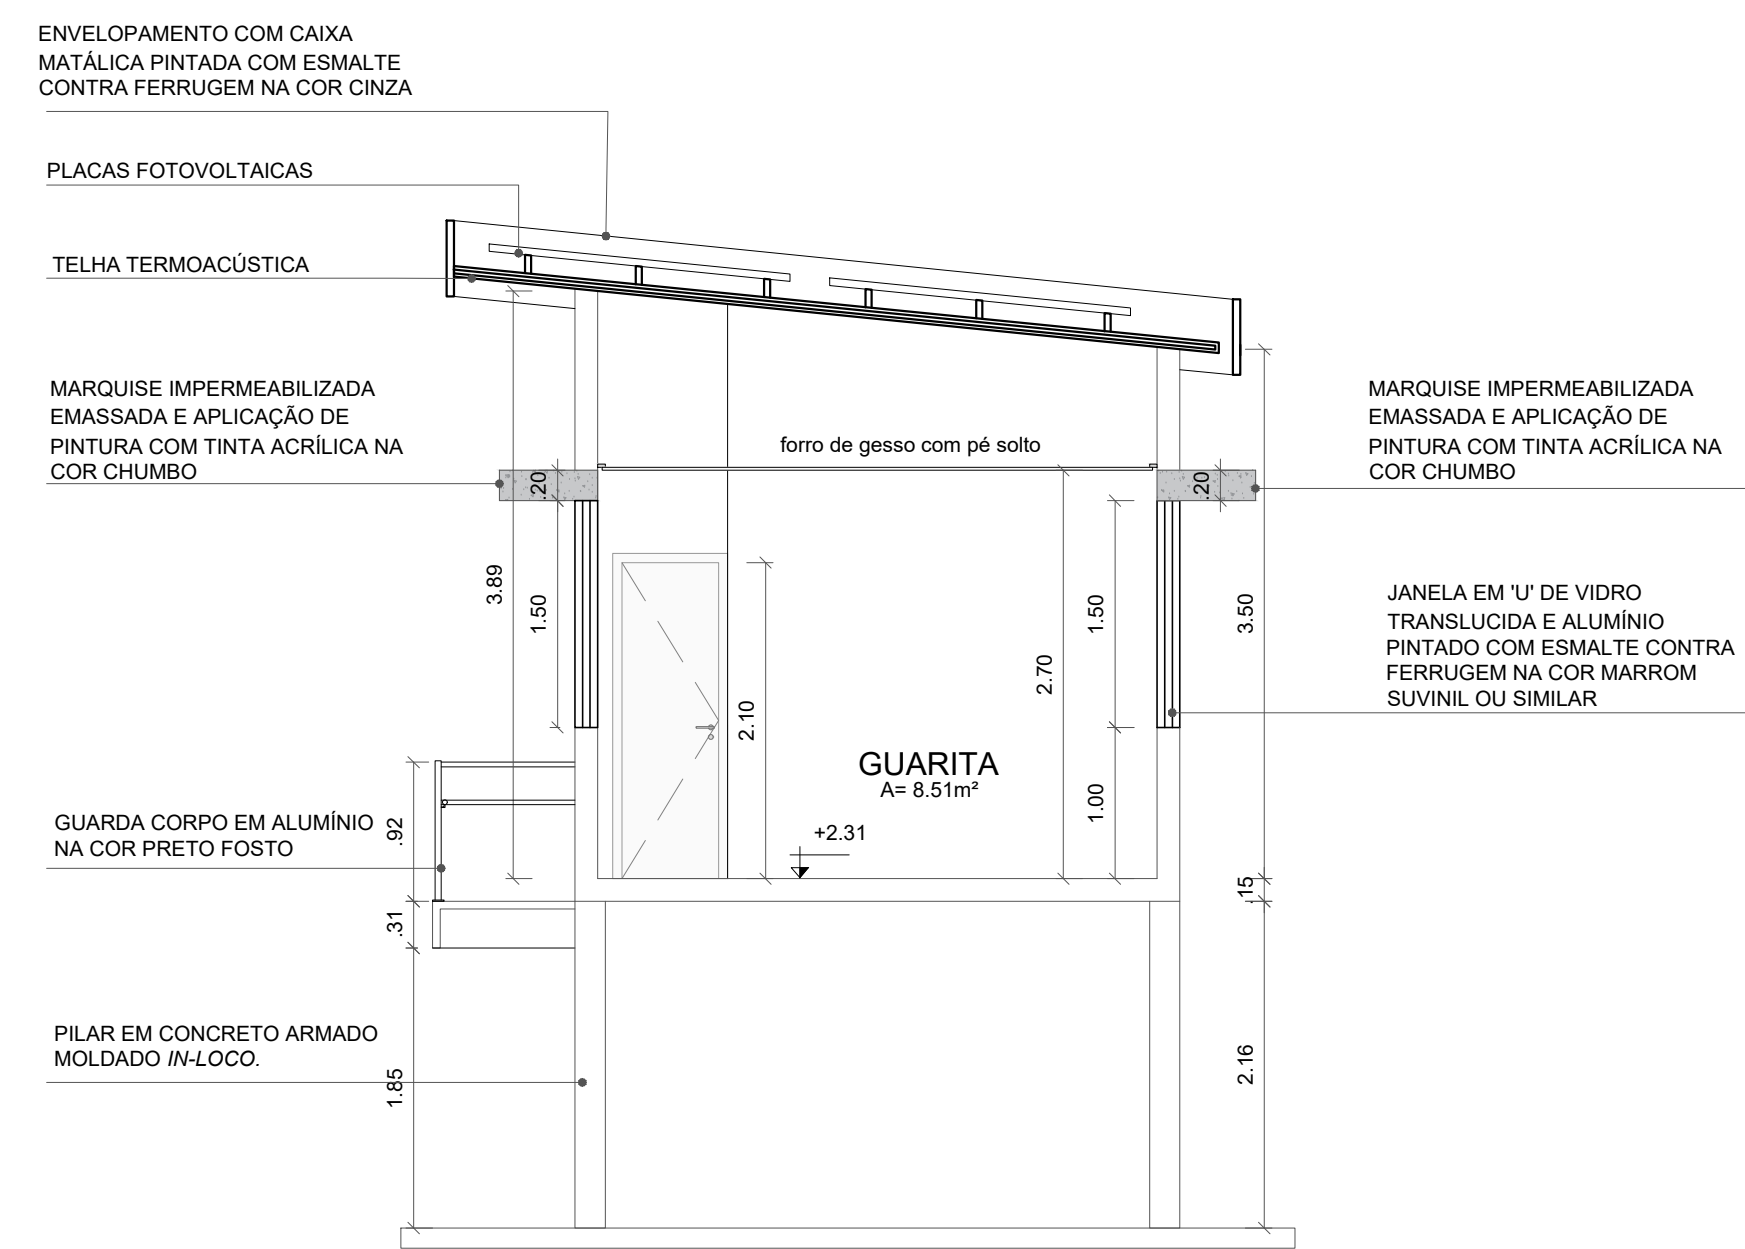 ENVELOPAMENTO COM CAIXA
MATÁLICA PINTADA COM ESMALTE
CONTRA FERRUGEM NA COR CINZA
PLACAS FOTOVOLTAICAS
TELHA TERMOACÚSTICA
MARQUISE IMPERMEABILIZADA
EMASSADA E APLICAÇÃO DE
PINTURA COM TINTA ACRÍLICA NA
COR CHUMBO
MARQUISE IMPERMEABILIZADA
EMASSADA E APLICAÇÃO DE
PINTURA COM TINTA ACRÍLICA NA
COR CHUMBO
forro de gesso com pé solto
.20
.20
3.89
1.50
2.10
2.70
1.50
1.00
3.50
JANELA EM 'U' DE VIDRO
TRANSLUCIDA E ALUMÍNIO
PINTADO COM ESMALTE CONTRA
FERRUGEM NA COR MARROM
SUVINIL OU SIMILAR
GUARITA
A= 8.51m²
+2.31
GUARDA CORPO EM ALUMÍNIO
NA COR PRETO FOSTO
.92
.31
.15
PILAR EM CONCRETO ARMADO
MOLDADO IN-LOCO.
1.85
2.16